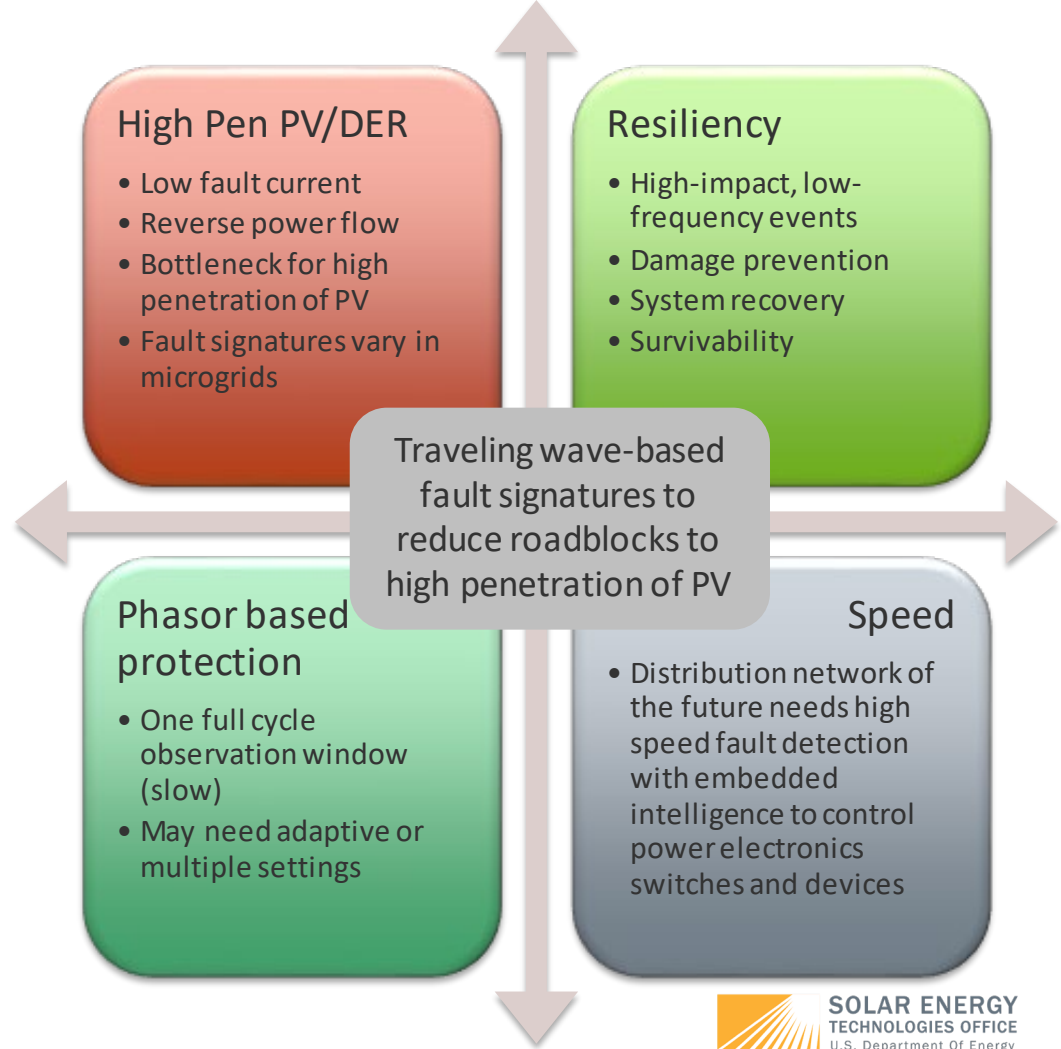 High Pen PV/DER
• Low fault current
• Reverse power flow
• Bottleneck for high
penetration of PV
• Fault signatures vary in
microgrids
Resiliency
• High-impact, low-
frequency events
• Damage prevention
• System recovery
• Survivability
Traveling wave-based
fault signatures to
reduce roadblocks to
high penetration of PV
Phasor based
protection
• One full cycle
observation window
(slow)
• May need adaptive or
multiple settings
Speed
• Distribution network of
the future needs high
speed fault detection
with embedded
intelligence to control
power electronics
switches and devices
SOLAR ENERGY
TECHNOLOGIES OFFICE
U.S. Department Of Energy